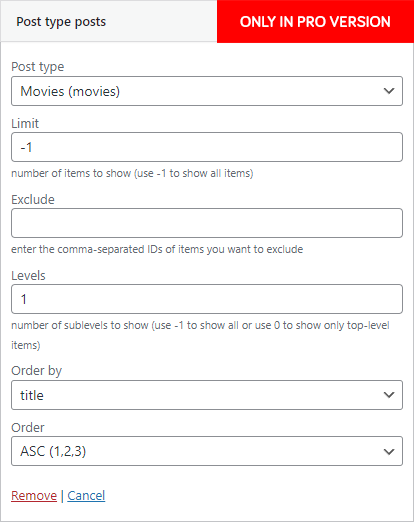 Post type posts
ONLY IN PRO VERSION
Post type
Movies (movies)
Limit
-1
number of items to show (use -1 to show all items)
Exclude
enter the comma-separated IDs of items you want to exclude
Levels
1
number of sublevels to show (use -1 to show all or use 0 to show only top-level
items)
Order by
title
Order
ASC (1,2,3)
Remove | Cancel